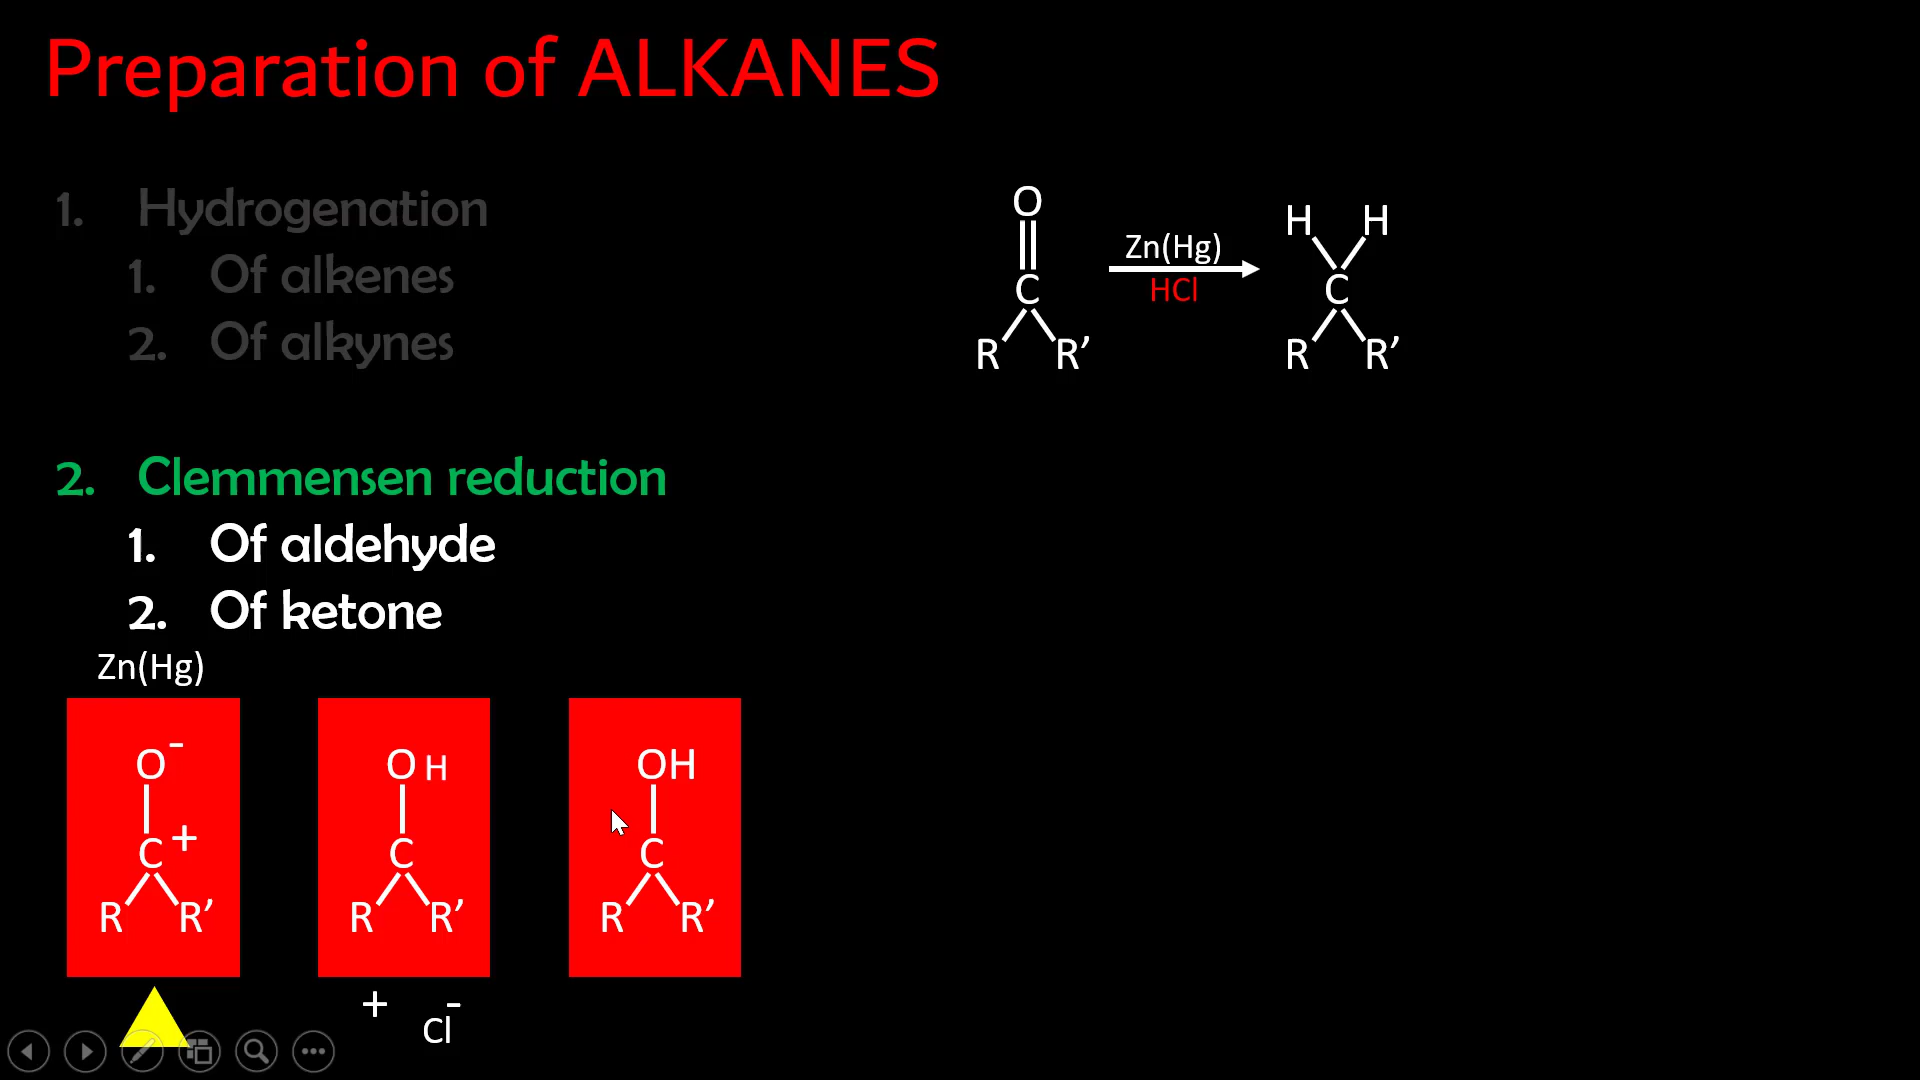 Preparation of ALKANES
1. Hydrogenation
1. Of alkenes
2. Of alkynes
2. Clemmensen reduction
1. Of aldehyde
2. Of ketone
O
C
R R’
Zn(Hg)
HCl
H H
C
R R’
Zn(Hg)
O -
C +
R R’
O H
C
R R’
+ Cl -
OH
C
R R’